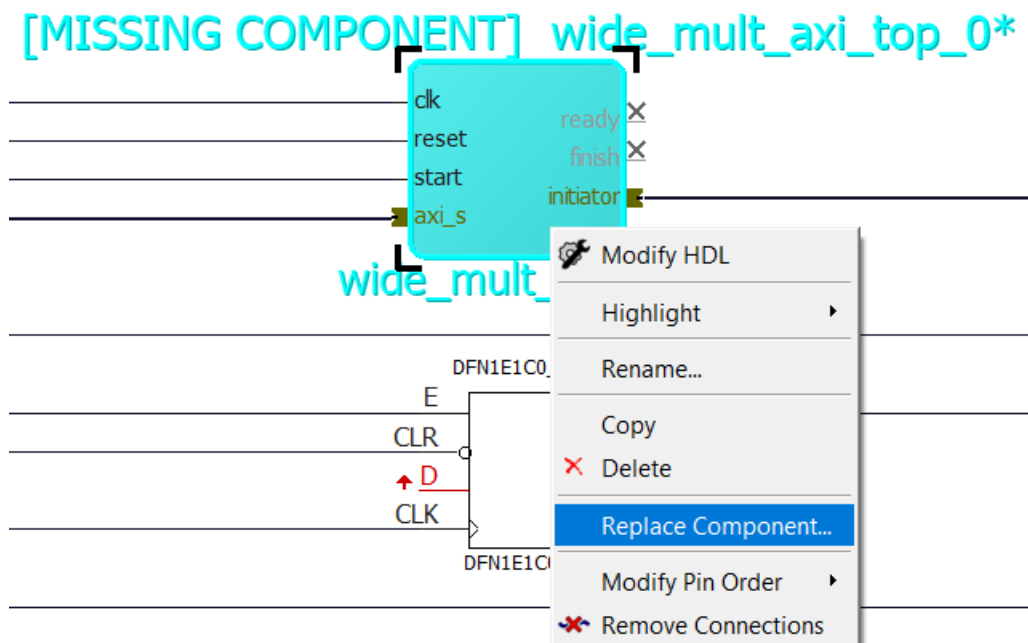 [MISSING COMPONENT] wide_mult_axi_top_0*
clk
reset
start
axi_s
ready
finish
initiator
wide_mult_
DFN1E1C0_
E
CLR
D
CLK
DFN1E1C
Modify HDL
Highlight
Rename...
Copy
Delete
Replace Component...
Modify Pin Order
Remove Connections